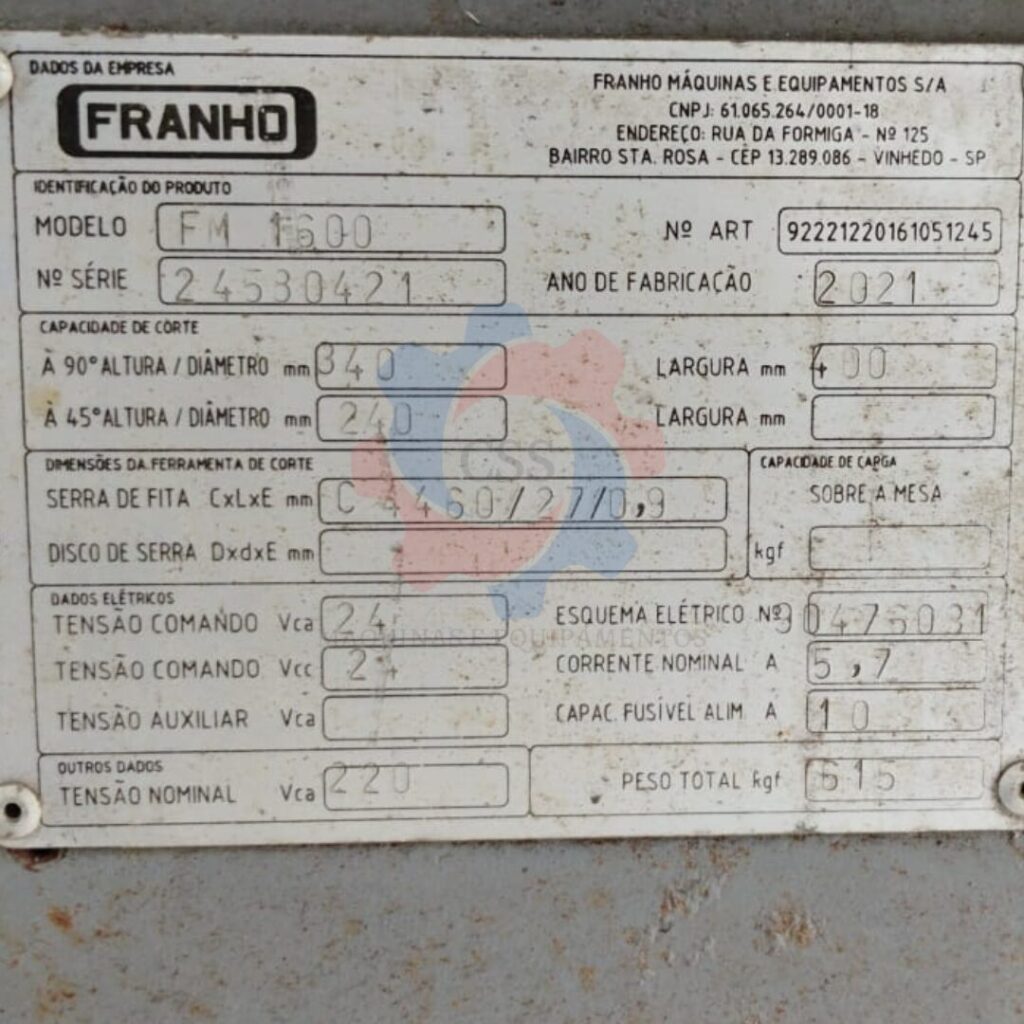 DADOS DA EMPRESA
FRANHO
FRANHO MÁQUINAS E EQUIPAMENTOS S/A
CNPJ: 61.065.264/0001-18
ENDEREÇO: RUA DA FORMIGA - Nº 125
BAIRRO STA. ROSA - CEP 13.289.086 - VINHEDO - SP
IDENTIFICAÇÃO DO PRODUTO
MODELO FM 1600 Nº ART 92221220161051245
Nº SÉRIE 24530421 ANO DE FABRICAÇÃO 2021
CAPACIDADE DE CORTE
À 90° ALTURA / DIÂMETRO mm 340 LARGURA mm 400
À 45° ALTURA / DIÂMETRO mm 240 LARGURA mm
DIMENSÕES DA FERRAMENTA DE CORTE CAPACIDADE DE CARGA
SERRA DE FITA CxLxE mm C 4460/27/0,9 SOBRE A MESA
DISCO DE SERRA DxdxE mm kgf
CSS
DADOS ELÉTRICOS
TENSÃO COMANDO Vca 24 ESQUEMA ELÉTRICO Nº 90475031
MÁQUINAS E EQUIPAMENTOS
TENSÃO COMANDO Vcc 24 CORRENTE NOMINAL A 5,7
TENSÃO AUXILIAR Vca CAPAC. FUSÍVEL ALIM. A 10
OUTROS DADOS
TENSÃO NOMINAL Vca 220 PESO TOTAL kgf 615